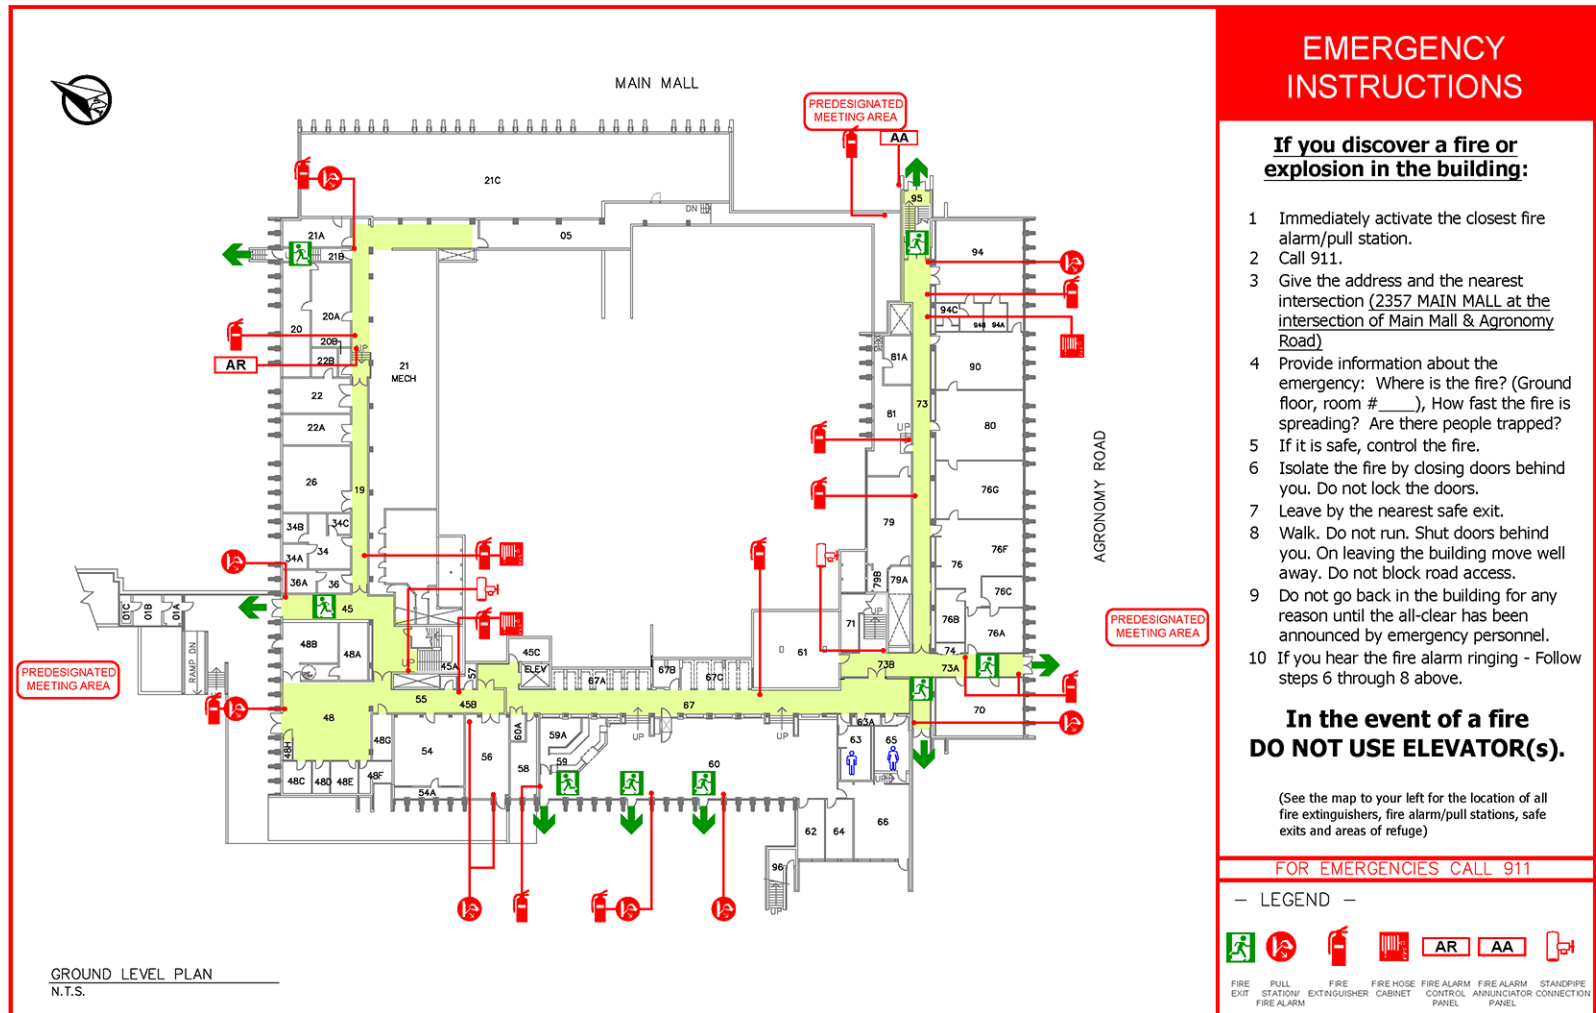 MAIN MALL
PREDESIGNATED
MEETING AREA
AA
21C
95
DN
21A
05
21B
94
20A
20
94C
94B
94A
20B
UP
AR
22B
21
MECH
81A
90
22
73
81
80
22A
UP
AGRONOMY ROAD
26
19
76G
34B
34C
79
34
34A
76F
76
36A
36
79B
79A
76C
01C
01B
01A
45
UP
71
76B
76A
PREDESIGNATED
MEETING AREA
48B
48A
45C
61
74
UP
45A
57
ELEV
67B
73B
73A
PREDESIGNATED
MEETING AREA
RAMP DN
67A
67C
55
45B
67
70
48
60A
59A
UP
UP
63A
48G
54
56
63
65
48H
59
60
48C
48D
48E
48F
58
UP
54A
62
64
66
96
UP
GROUND LEVEL PLAN
N.T.S.
EMERGENCY
INSTRUCTIONS
If you discover a fire or
explosion in the building:
1 Immediately activate the closest fire
alarm/pull station.
2 Call 911.
3 Give the address and the nearest
intersection (2357 MAIN MALL at the
intersection of Main Mall & Agronomy
Road)
4 Provide information about the
emergency: Where is the fire? (Ground
floor, room #____), How fast the fire is
spreading? Are there people trapped?
5 If it is safe, control the fire.
6 Isolate the fire by closing doors behind
you. Do not lock the doors.
7 Leave by the nearest safe exit.
8 Walk. Do not run. Shut doors behind
you. On leaving the building move well
away. Do not block road access.
9 Do not go back in the building for any
reason until the all-clear has been
announced by emergency personnel.
10 If you hear the fire alarm ringing - Follow
steps 6 through 8 above.
In the event of a fire
DO NOT USE ELEVATOR(s).
(See the map to your left for the location of all
fire extinguishers, fire alarm/pull stations, safe
exits and areas of refuge)
FOR EMERGENCIES CALL 911
— LEGEND —
AR
AA
FIRE
EXIT
PULL
STATION/
FIRE ALARM
FIRE
EXTINGUISHER
FIRE HOSE
CABINET
FIRE ALARM
CONTROL
PANEL
FIRE ALARM
ANNUNCIATOR
PANEL
STANDPIPE
CONNECTION